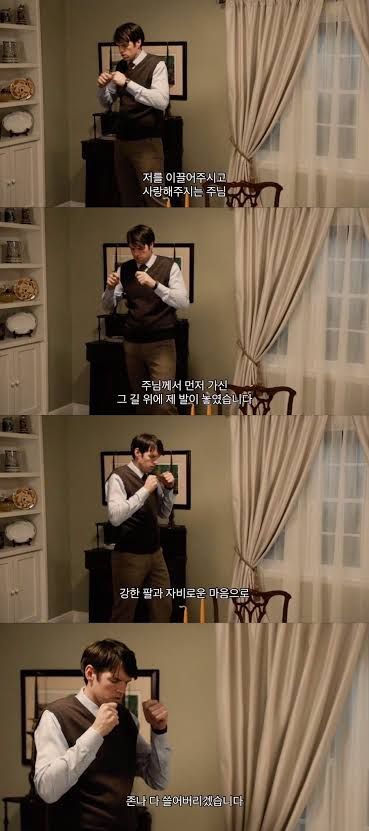 저를 이끌어주시고
사랑해주시는 주님
주님께서 먼저 가신
그 길 위에 제 발이 놓였습니다
강한 팔과 자비로운 마음으로
존나 다 쓸어버리겠습니다